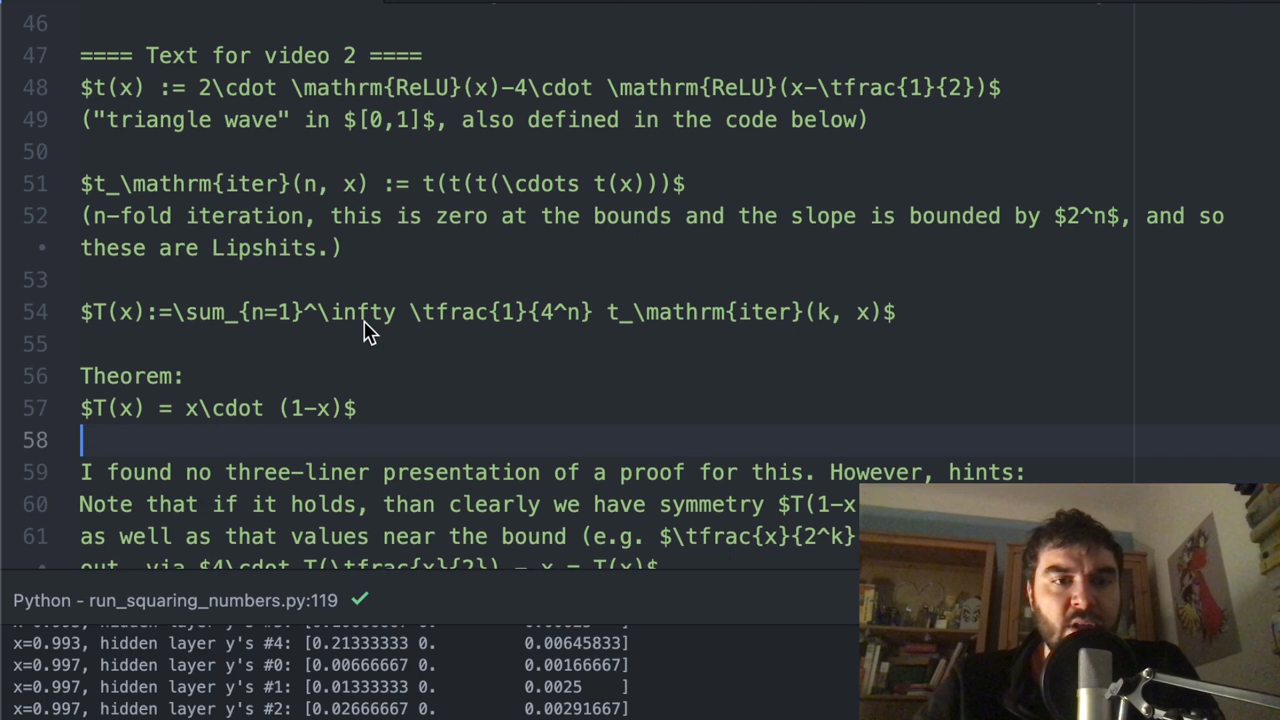 46
47 ==== Text for video 2 ====
48 $t(x) := 2\cdot \mathrm{ReLU}(x)-4\cdot \mathrm{ReLU}(x-\tfrac{1}{2})$
49 ("triangle wave" in $[0,1]$, also defined in the code below)
50
51 $t_\mathrm{iter}(n, x) := t(t(t(\cdots t(x)))$
52 (n-fold iteration, this is zero at the bounds and the slope is bounded by $2^n$, and so
• these are Lipshits.)
53
54 $T(x):=\sum_{n=1}^\infty \tfrac{1}{4^n} t_\mathrm{iter}(k, x)$
55
56 Theorem:
57 $T(x) = x\cdot (1-x)$
58
59 I found no three-liner presentation of a proof for this. However, hints:
60 Note that if it holds, than clearly we have symmetry $T(1-x
61 as well as that values near the bound (e.g. $\tfrac{x}{2^k}
out, via $4\cdot T(\tfrac{x}{2}) - x = T(x)$
Python - run_squaring_numbers.py:119
x=0.993, hidden layer y's #4: [0.21333333 0. 0.00645833]
x=0.997, hidden layer y's #0: [0.00666667 0. 0.00166667]
x=0.997, hidden layer y's #1: [0.01333333 0. 0.0025 ]
x=0.997, hidden layer y's #2: [0.02666667 0. 0.00291667]